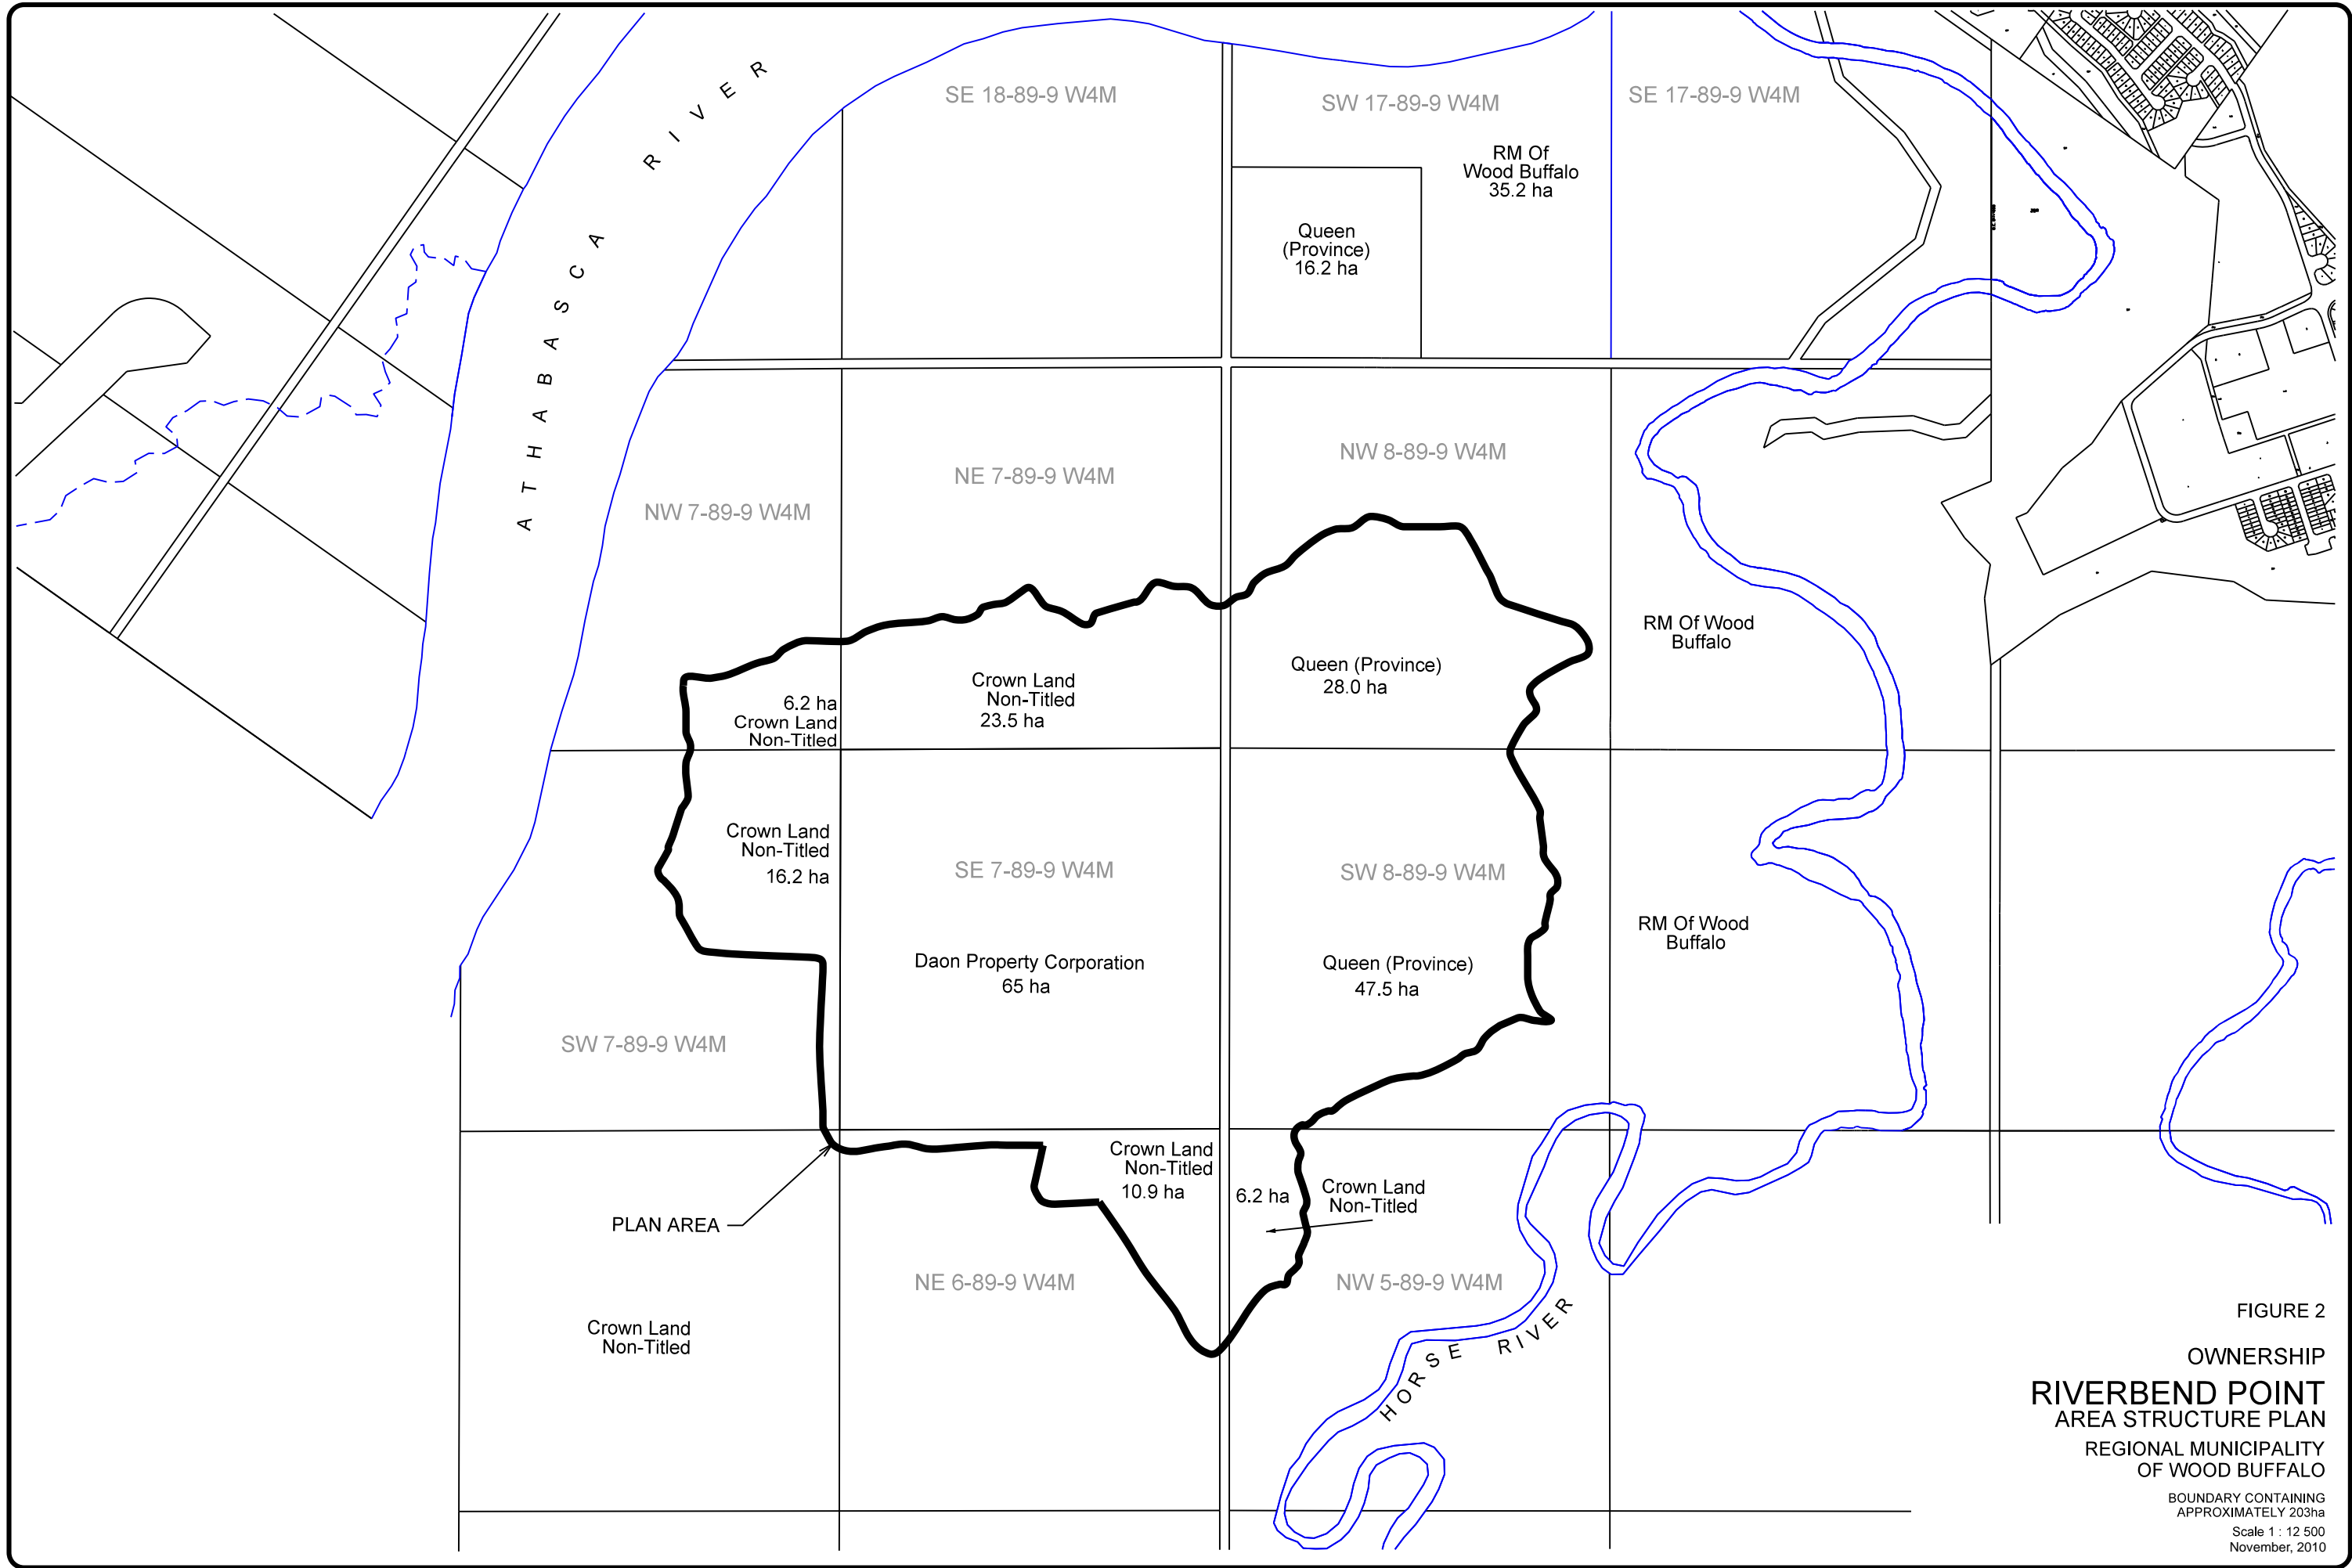 SE 18-89-9 W4M
SW 17-89-9 W4M
SE 17-89-9 W4M
RM Of
Wood Buffalo
35.2 ha
Queen
(Province)
16.2 ha
ATHABASCA RIVER
NW 7-89-9 W4M
NE 7-89-9 W4M
NW 8-89-9 W4M
RM Of Wood
Buffalo
6.2 ha
Crown Land
Non-Titled
Crown Land
Non-Titled
23.5 ha
Queen (Province)
28.0 ha
Crown Land
Non-Titled
16.2 ha
SE 7-89-9 W4M
SW 8-89-9 W4M
RM Of Wood
Buffalo
Daon Property Corporation
65 ha
Queen (Province)
47.5 ha
SW 7-89-9 W4M
Crown Land
Non-Titled
10.9 ha
6.2 ha
Crown Land
Non-Titled
PLAN AREA
NE 6-89-9 W4M
NW 5-89-9 W4M
Crown Land
Non-Titled
HORSE RIVER
FIGURE 2
OWNERSHIP
RIVERBEND POINT
AREA STRUCTURE PLAN
REGIONAL MUNICIPALITY
OF WOOD BUFFALO
BOUNDARY CONTAINING
APPROXIMATELY 203ha
Scale 1 : 12 500
November, 2010